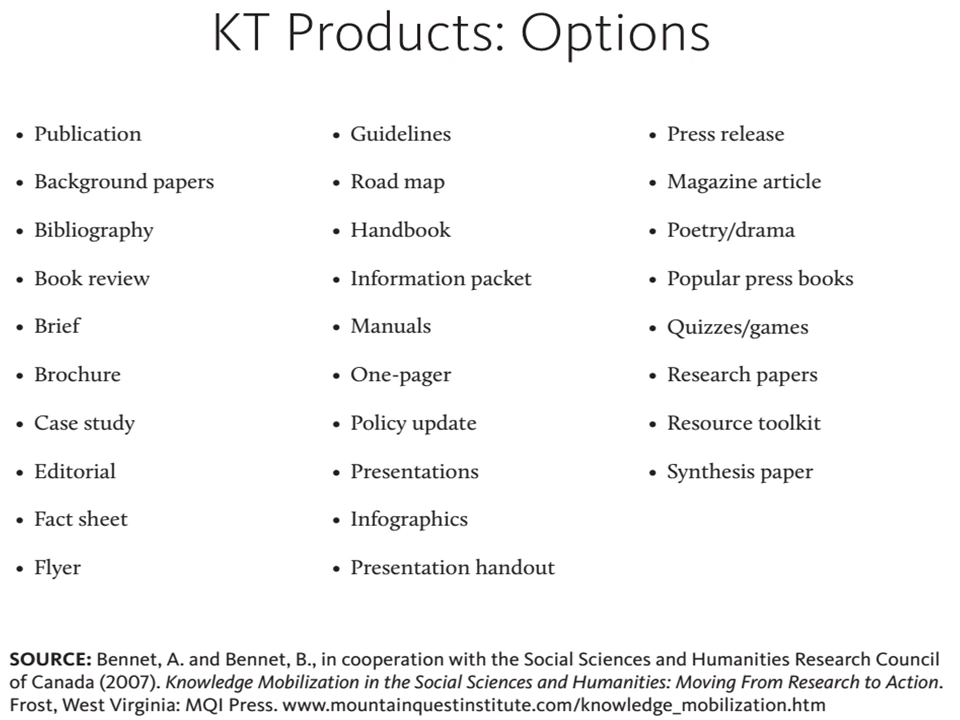 KT Products: Options
• Publication
• Background papers
• Bibliography
• Book review
• Brief
• Brochure
• Case study
• Editorial
• Fact sheet
• Flyer
• Guidelines
• Road map
• Handbook
• Information packet
• Manuals
• One-pager
• Policy update
• Presentations
• Infographics
• Presentation handout
• Press release
• Magazine article
• Poetry/drama
• Popular press books
• Quizzes/games
• Research papers
• Resource toolkit
• Synthesis paper
SOURCE: Bennet, A. and Bennet, B., in cooperation with the Social Sciences and Humanities Research Council
of Canada (2007). Knowledge Mobilization in the Social Sciences and Humanities: Moving From Research to Action.
Frost, West Virginia: MQI Press. www.mountainquestinstitute.com/knowledge_mobilization.htm